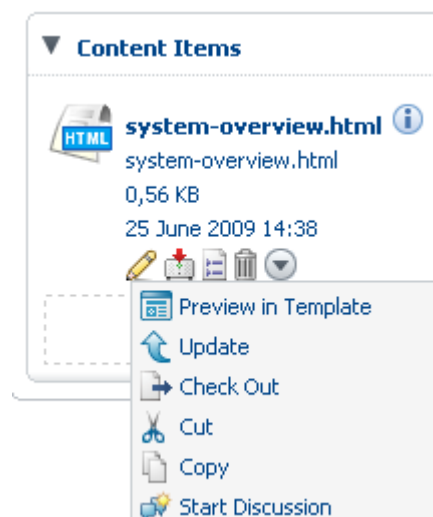 Content Items
HTML
system-overview.html
system-overview.html
0,56 KB
25 June 2009 14:38
Preview in Template
Update
Check Out
Cut
Copy
Start Discussion